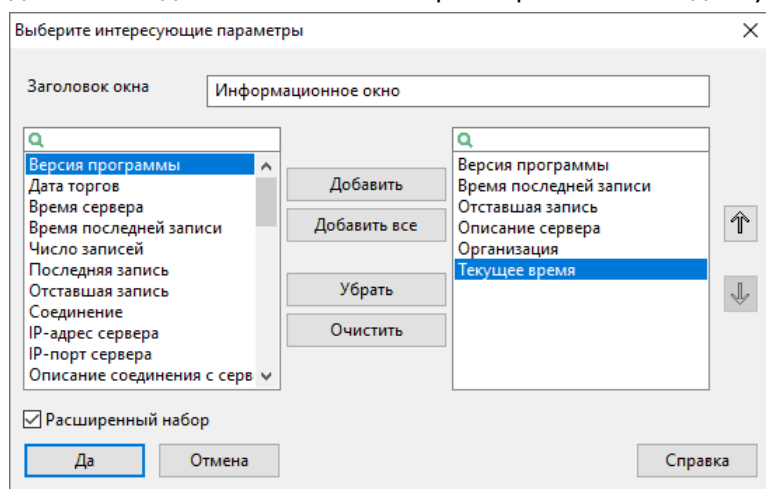 Выберите интересующие параметры
Заголовок окна
Информационное окно
Версия программы
Дата торгов
Время сервера
Время последней записи
Число записей
Последняя запись
Отставшая запись
Соединение
IP-адрес сервера
IP-порт сервера
Описание соединения с серв
Добавить
Добавить все
Убрать
Очистить
Версия программы
Время последней записи
Отставшая запись
Описание сервера
Организация
Текущее время
Расширенный набор
Да
Отмена
Справка